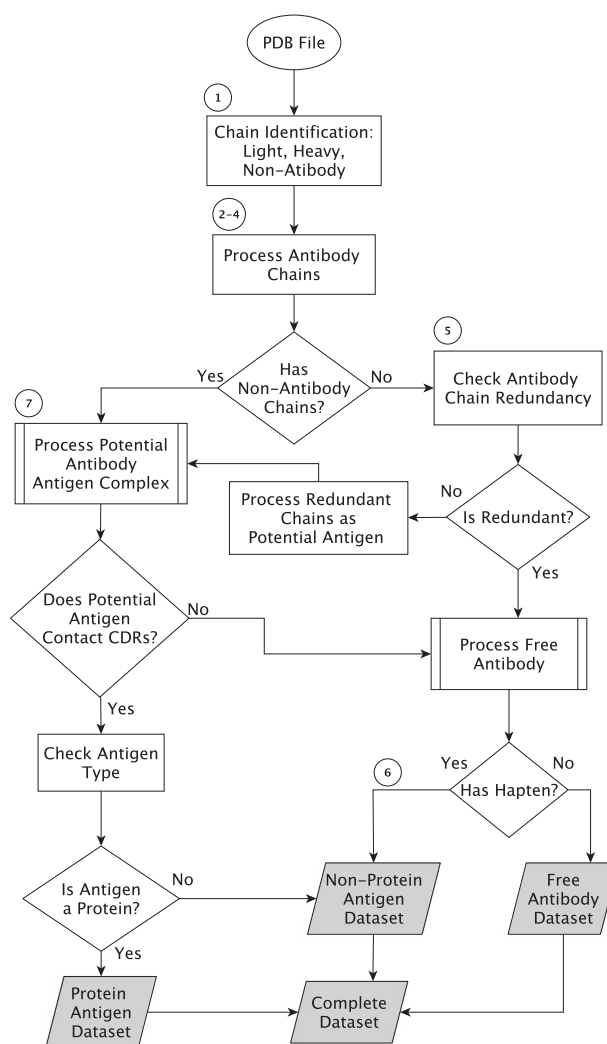 PDB File
1
Chain Identification:
Light, Heavy,
Non-Atibody
2-4
Process Antibody
Chains
Has
Non-Antibody
Chains?
Yes
No
5
Check Antibody
Chain Redundancy
7
Process Potential
Antibody
Antigen Complex
Process Redundant
Chains as
Potential Antigen
No
Is Redundant?
Yes
Does Potential
Antigen
Contact CDRs?
No
Yes
Process Free
Antibody
Check Antigen
Type
6
Yes
No
Has Hapten?
Is Antigen
a Protein?
No
Yes
Non-Protein
Antigen
Dataset
Free
Antibody
Dataset
Protein
Antigen
Dataset
Complete
Dataset